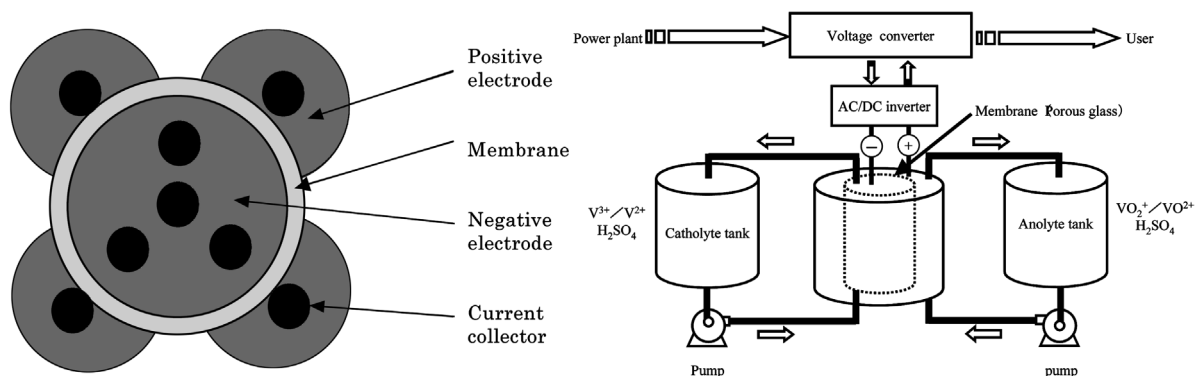 Positive
electrode
Membrane
Negative
electrode
Current
collector
Power plant
Voltage converter
User
AC/DC inverter
Membrane (Porous glass)
−
+
V³⁺／V²⁺
H₂SO₄
Catholyte tank
Anolyte tank
VO₂⁺／VO²⁺
H₂SO₄
Pump
pump